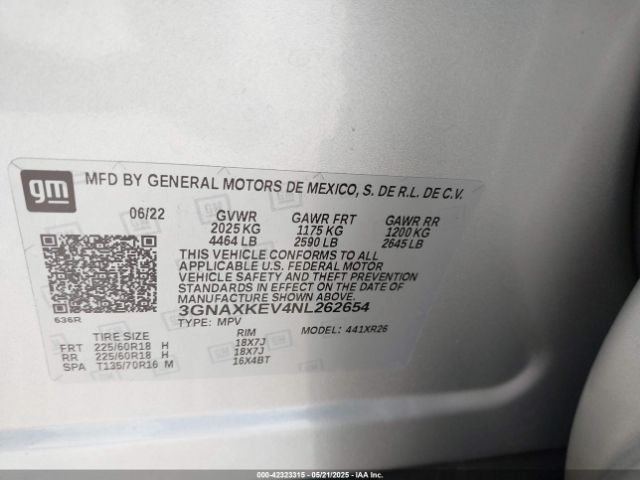 gm
MFD BY GENERAL MOTORS DE MEXICO, S. DE R.L. DE C.V.
06/22 GVWR GAWR FRT GAWR RR
2025 KG 1175 KG 1200 KG
4464 LB 2590 LB 2645 LB
THIS VEHICLE CONFORMS TO ALL
APPLICABLE U.S. FEDERAL MOTOR
VEHICLE SAFETY AND THEFT PREVENTION
STANDARDS IN EFFECT ON THE DATE OF
MANUFACTURE SHOWN ABOVE.
636R
3GNAXKEV4NL262654
TYPE: MPV MODEL: 441XR26
TIRE SIZE RIM
FRT 225/60R18 H 18X7J
RR 225/60R18 H 18X7J
SPA T135/70R16 M 16X4BT
000-42323315 - 05/21/2025 - IAAI.COM